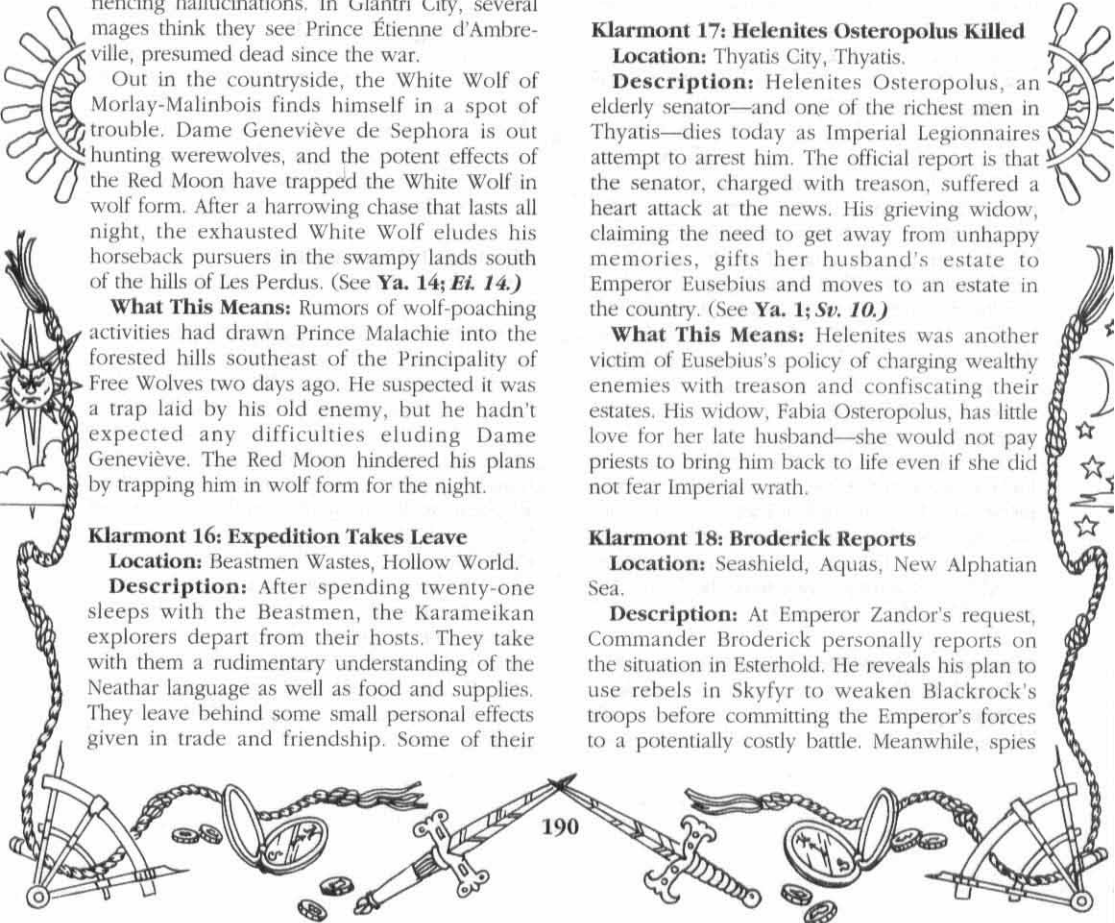 riencing hallucinations. In Glantri City, several
mages think they see Prince Étienne d'Ambre-
ville, presumed dead since the war.
Out in the countryside, the White Wolf of
Morlay-Malinbois finds himself in a spot of
trouble. Dame Geneviève de Sephora is out
hunting werewolves, and the potent effects of
the Red Moon have trapped the White Wolf in
wolf form. After a harrowing chase that lasts all
night, the exhausted White Wolf eludes his
horseback pursuers in the swampy lands south
of the hills of Les Perdus. (See Ya. 14; Ei. 14.)
What This Means: Rumors of wolf-poaching
activities had drawn Prince Malachie into the
forested hills southeast of the Principality of
Free Wolves two days ago. He suspected it was
a trap laid by his old enemy, but he hadn't
expected any difficulties eluding Dame
Geneviève. The Red Moon hindered his plans
by trapping him in wolf form for the night.
Klarmont 16: Expedition Takes Leave
Location: Beastmen Wastes, Hollow World.
Description: After spending twenty-one
sleeps with the Beastmen, the Karameikan
explorers depart from their hosts. They take
with them a rudimentary understanding of the
Neathar language as well as food and supplies.
They leave behind some small personal effects
given in trade and friendship. Some of their
Klarmont 17: Helenites Osteropolus Killed
Location: Thyatis City, Thyatis.
Description: Helenites Osteropolus, an
elderly senator—and one of the richest men in
Thyatis—dies today as Imperial Legionnaires
attempt to arrest him. The official report is that
the senator, charged with treason, suffered a
heart attack at the news. His grieving widow,
claiming the need to get away from unhappy
memories, gifts her husband's estate to
Emperor Eusebius and moves to an estate in
the country. (See Ya. 1; Sv. 10.)
What This Means: Helenites was another
victim of Eusebius's policy of charging wealthy
enemies with treason and confiscating their
estates. His widow, Fabia Osteropolus, has little
love for her late husband—she would not pay
priests to bring him back to life even if she did
not fear Imperial wrath.
Klarmont 18: Broderick Reports
Location: Seashield, Aquas, New Alphatian
Sea.
Description: At Emperor Zandor's request,
Commander Broderick personally reports on
the situation in Esterhold. He reveals his plan to
use rebels in Skyfyr to weaken Blackrock's
troops before committing the Emperor's forces
to a potentially costly battle. Meanwhile, spies
190